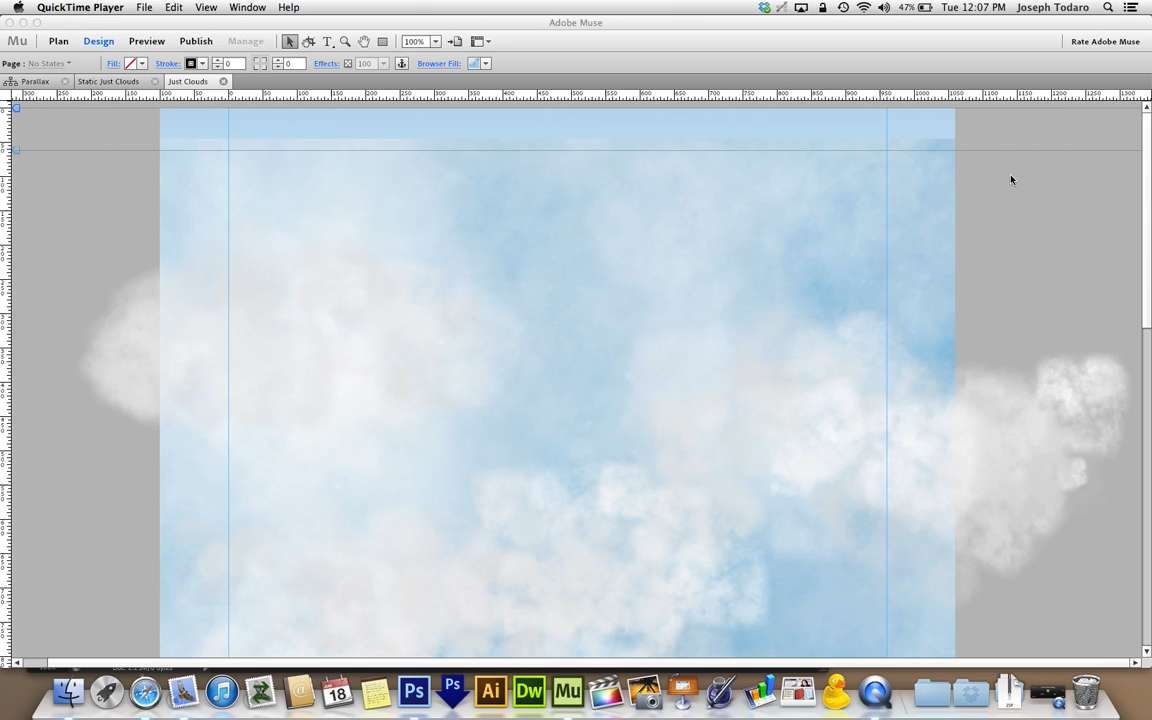 QuickTime Player File Edit View Window Help 47% Tue 12:07 PM Joseph Todaro
Adobe Muse
Mu Plan Design Preview Publish Manage T 100% Rate Adobe Muse
Page : No States Fill: Stroke: 0 0 Effects: 100 Browser Fill:
Parallax Static Just Clouds Just Clouds
300 250 200 150 100 50 0 50 100 150 200 250 300 350 400 450 500 550 600 650 700 750 800 850 900 950 1000 1050 1100 1150 1200 1250 1300
18 Ps Ps Ai Dw Mu ZIP